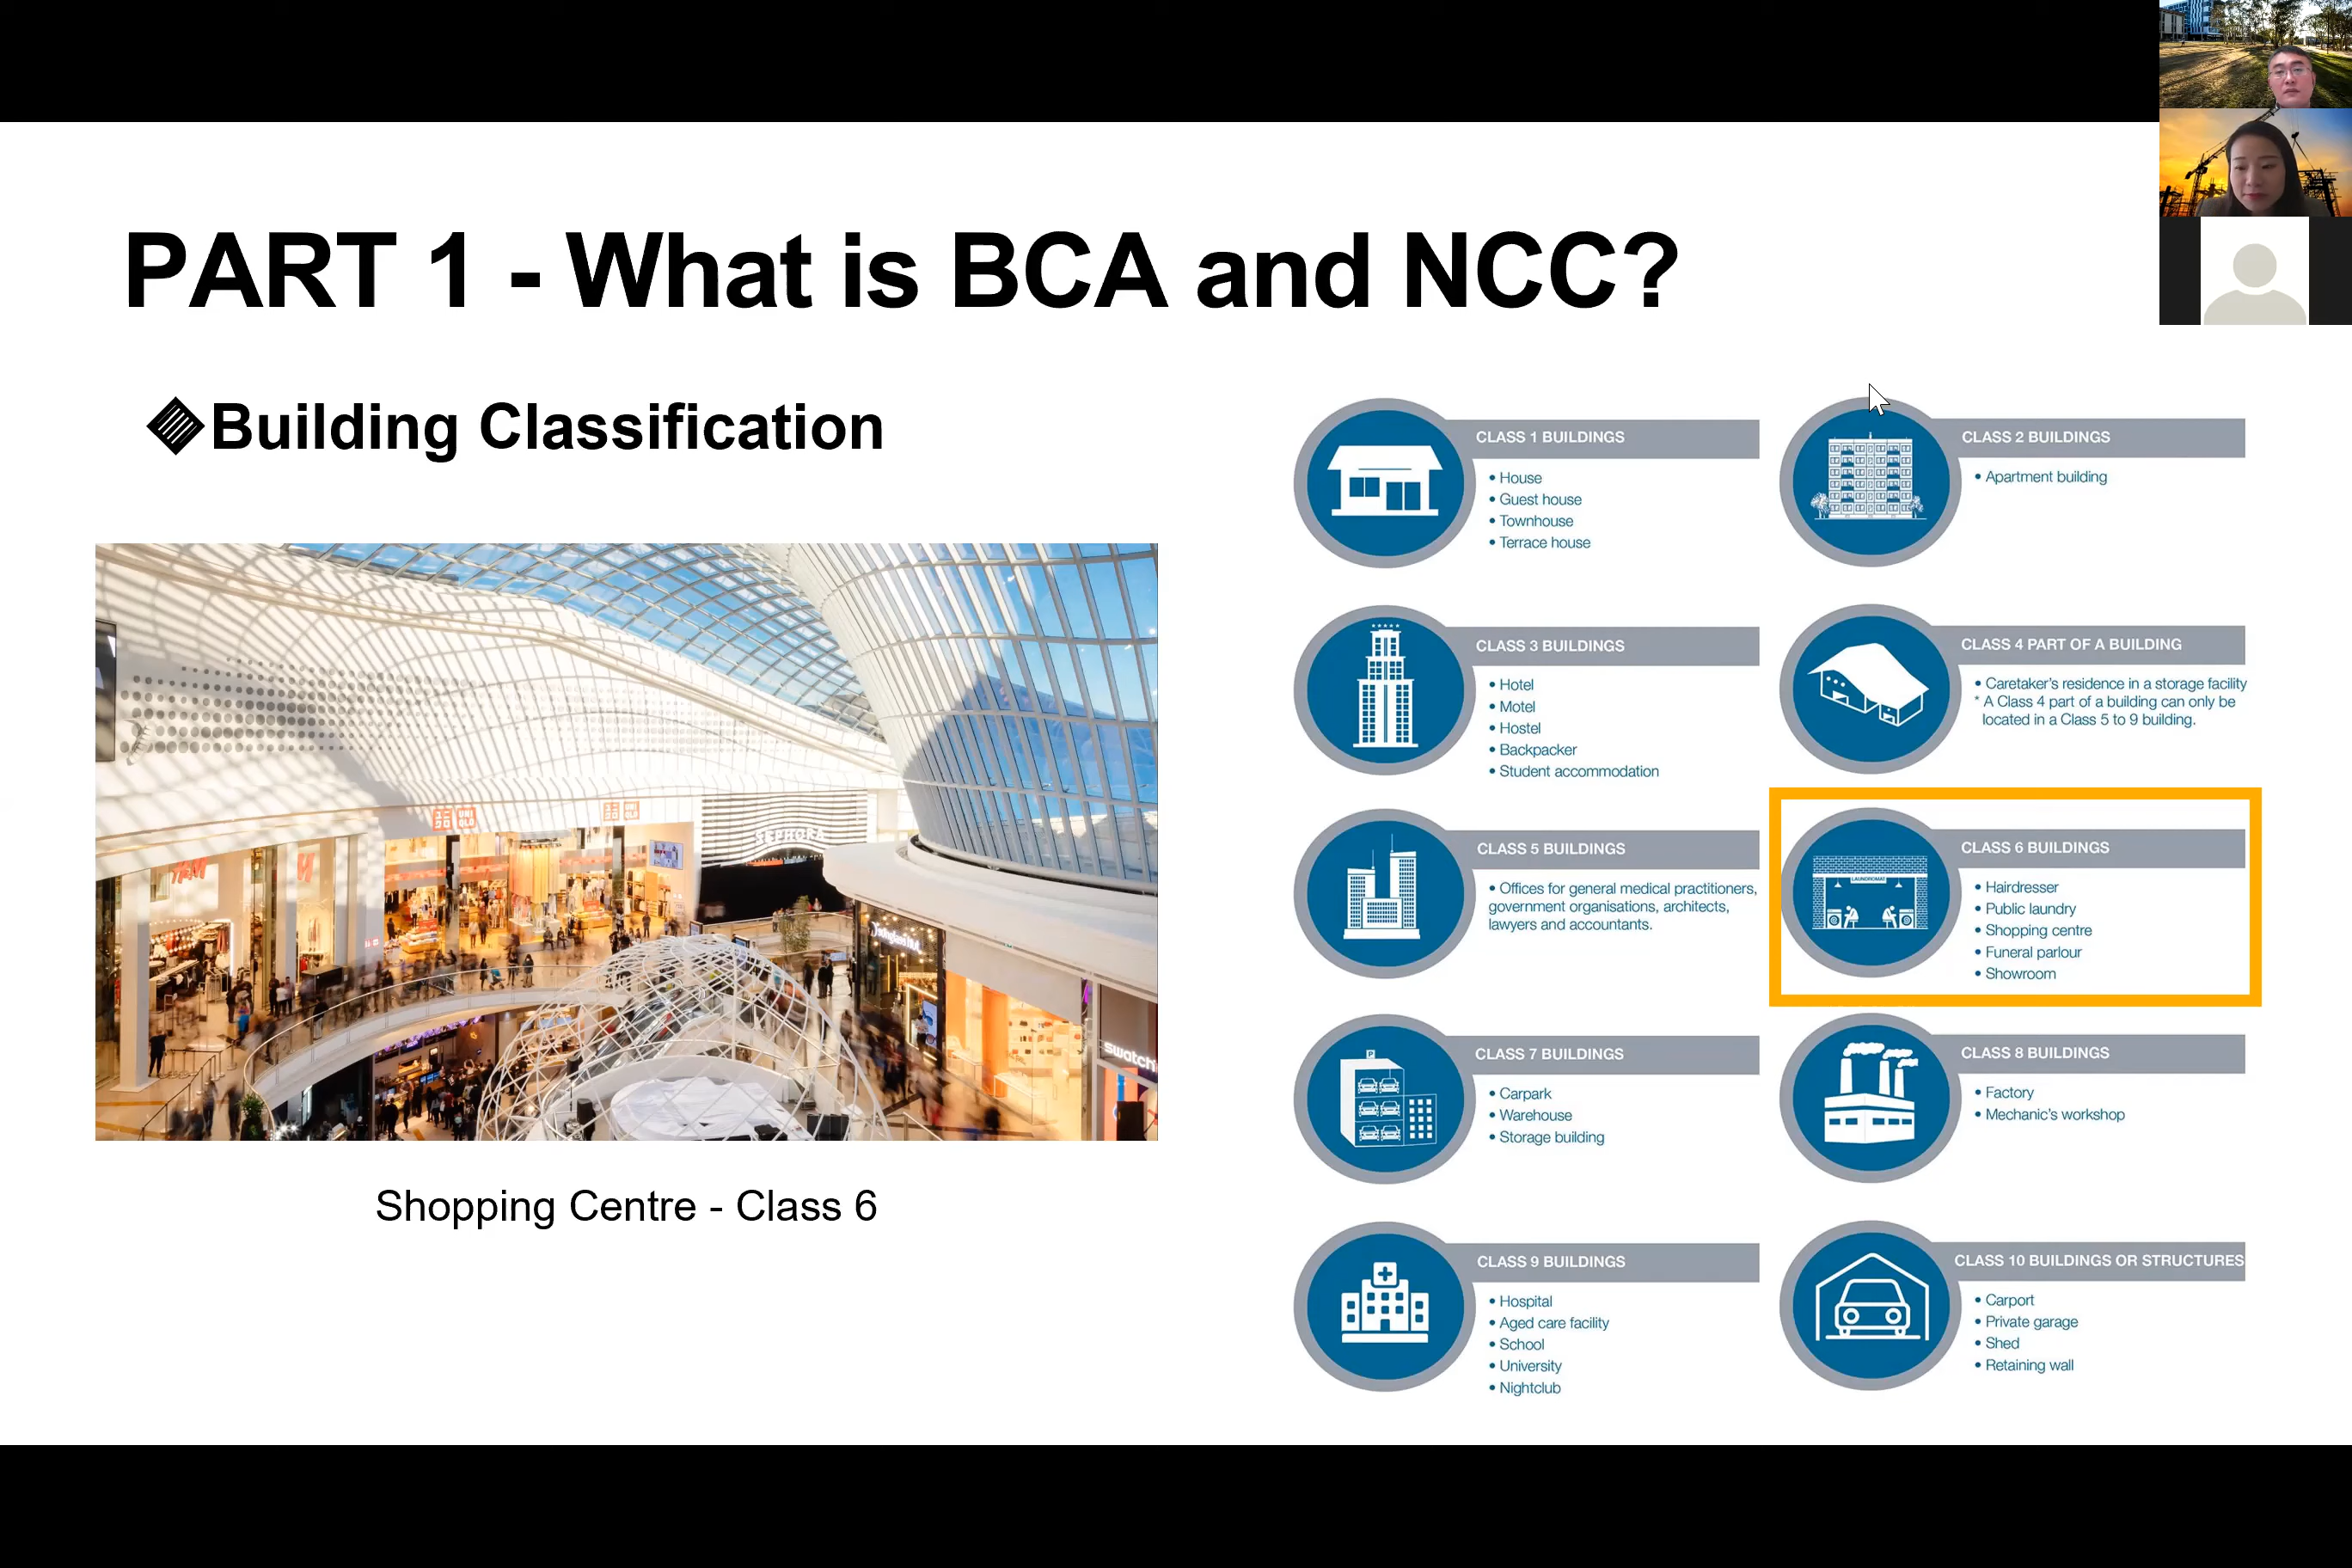 PART 1 - What is BCA and NCC?
Building Classification
UNI
QLO
SEPHORA
H&M
H
swatch
Shopping Centre - Class 6
CLASS 1 BUILDINGS
• House
• Guest house
• Townhouse
• Terrace house
CLASS 2 BUILDINGS
• Apartment building
CLASS 3 BUILDINGS
• Hotel
• Motel
• Hostel
• Backpacker
• Student accommodation
CLASS 4 PART OF A BUILDING
• Caretaker's residence in a storage facility
* A Class 4 part of a building can only be
located in a Class 5 to 9 building.
CLASS 5 BUILDINGS
• Offices for general medical practitioners,
government organisations, architects,
lawyers and accountants.
CLASS 6 BUILDINGS
LAUNDROMAT
• Hairdresser
• Public laundry
• Shopping centre
• Funeral parlour
• Showroom
CLASS 7 BUILDINGS
P
• Carpark
• Warehouse
• Storage building
CLASS 8 BUILDINGS
• Factory
• Mechanic's workshop
CLASS 9 BUILDINGS
• Hospital
• Aged care facility
• School
• University
• Nightclub
CLASS 10 BUILDINGS OR STRUCTURES
• Carport
• Private garage
• Shed
• Retaining wall